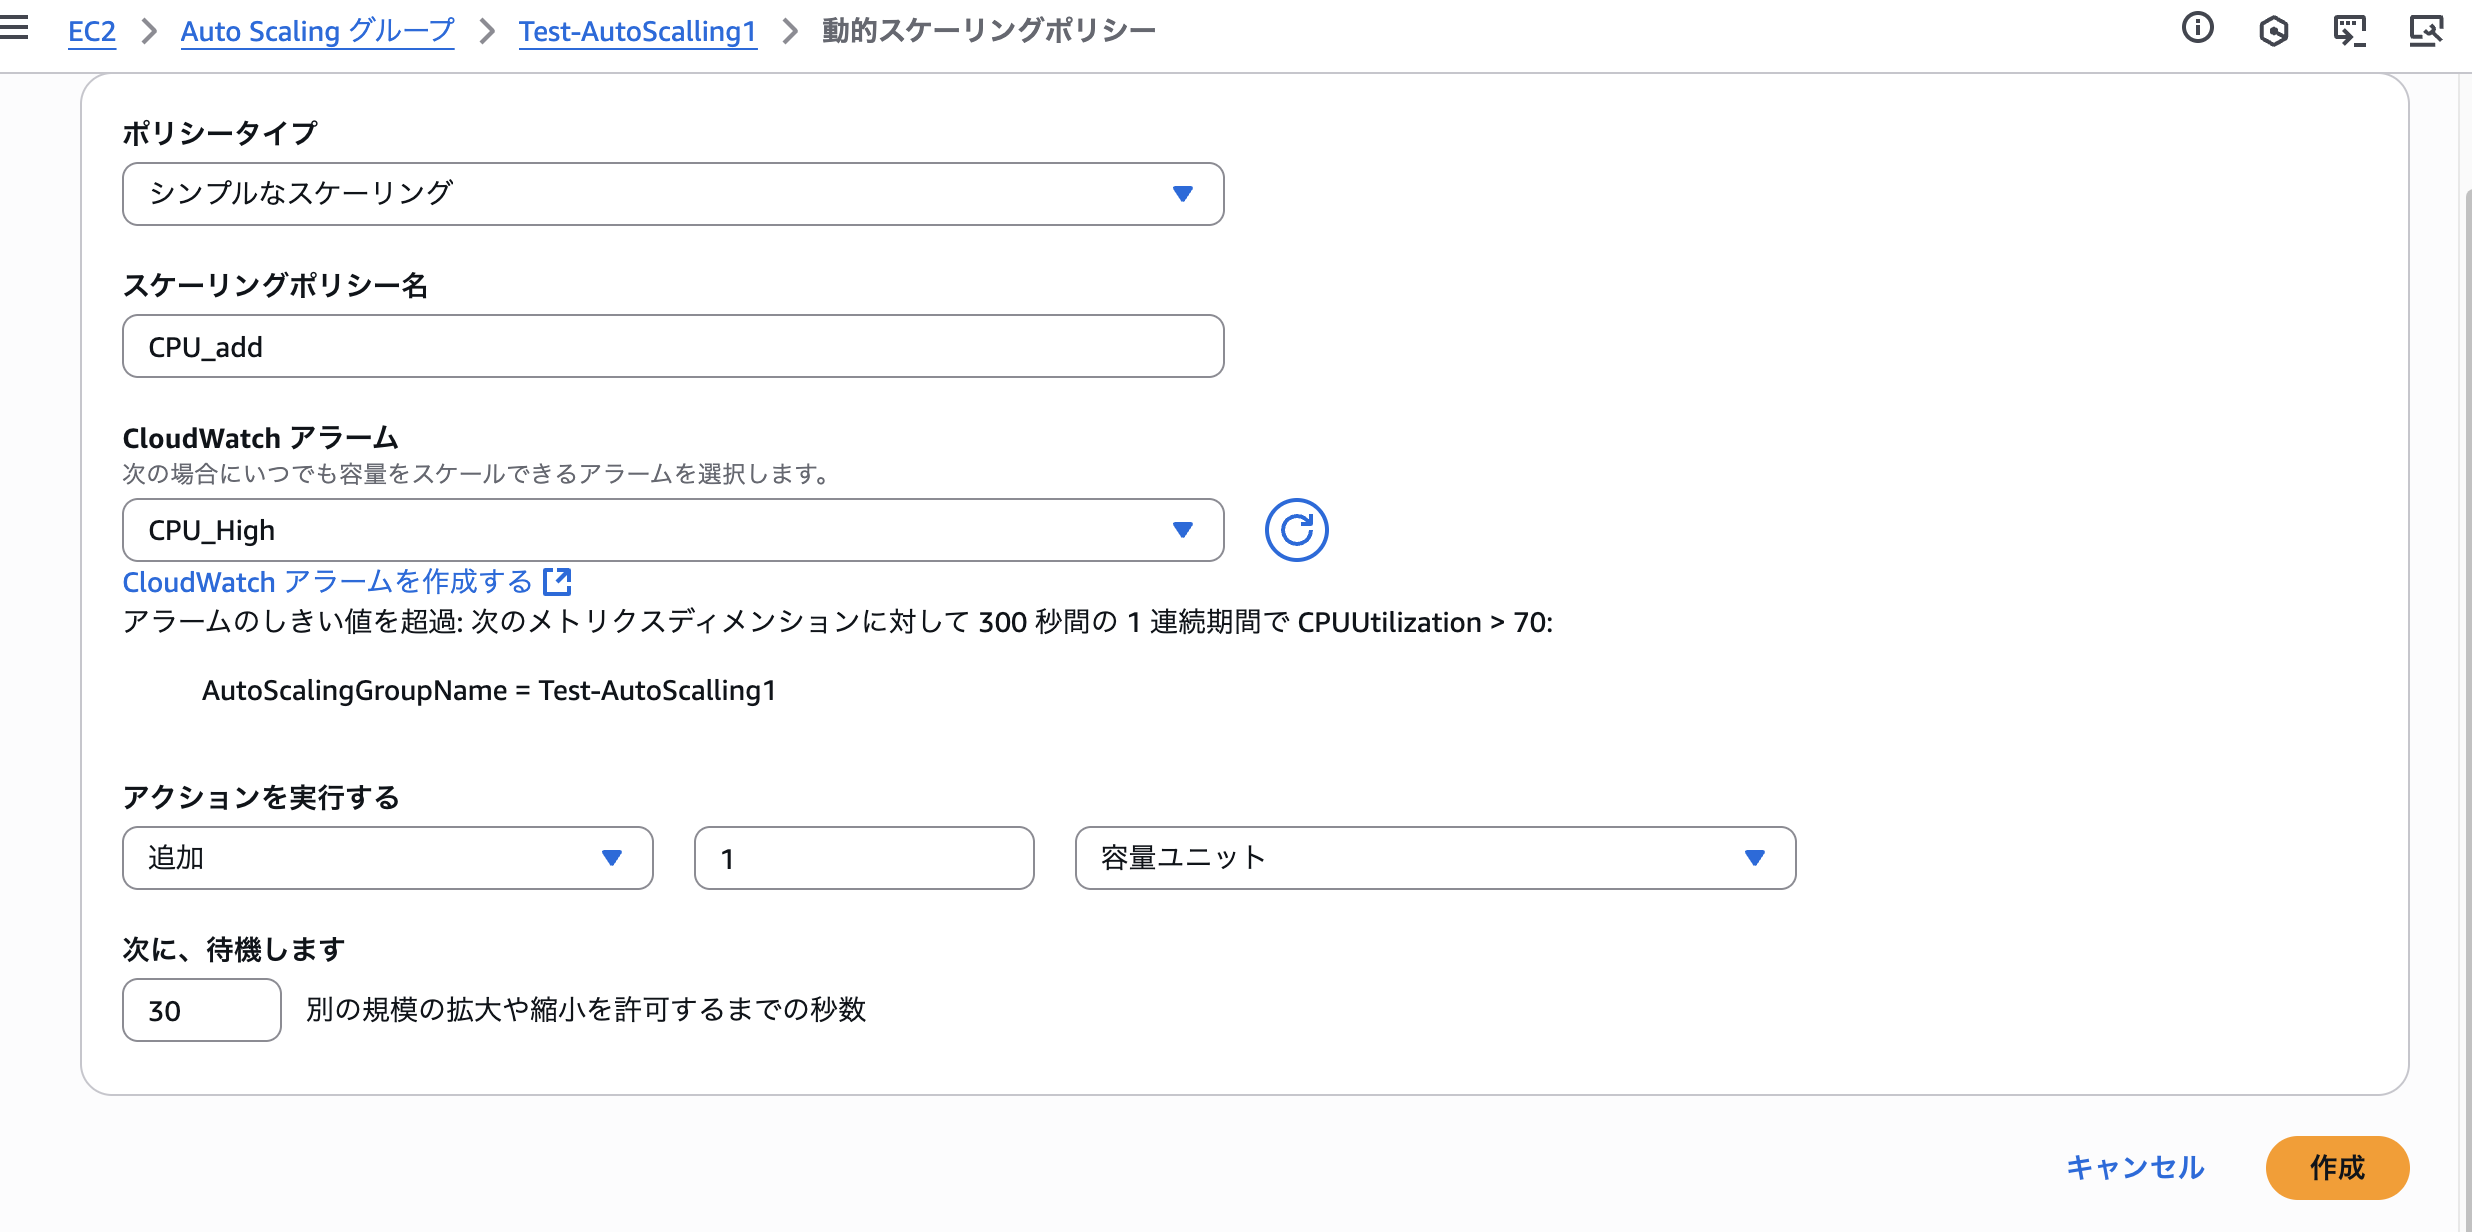 EC2 > Auto Scaling グループ > Test-AutoScalling1 > 動的スケーリングポリシー
ポリシータイプ
シンプルなスケーリング
スケーリングポリシー名
CPU_add
CloudWatch アラーム
次の場合にいつでも容量をスケールできるアラームを選択します。
CPU_High
CloudWatch アラームを作成する
アラームのしきい値を超過: 次のメトリクスディメンションに対して 300 秒間の 1 連続期間で CPUUtilization > 70:
AutoScalingGroupName = Test-AutoScalling1
アクションを実行する
追加 1 容量ユニット
次に、待機します
30 別の規模の拡大や縮小を許可するまでの秒数
キャンセル 作成